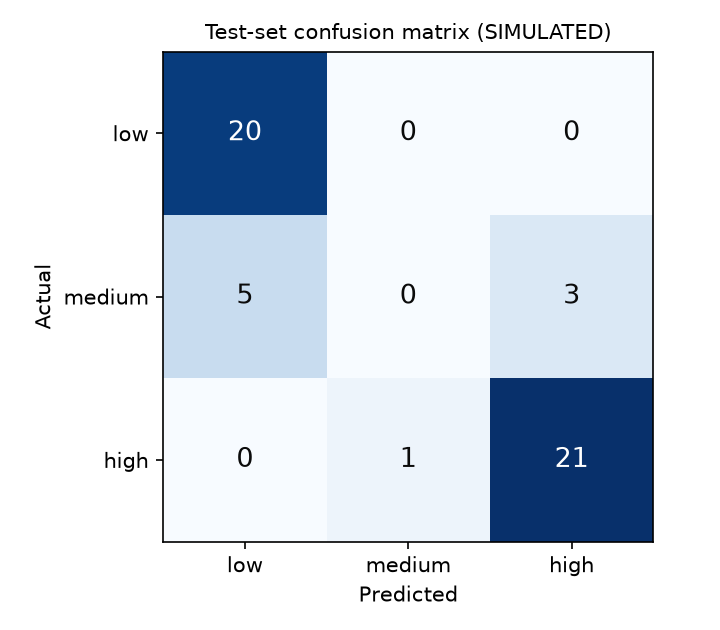 Test-set confusion matrix (SIMULATED)
low 20 0 0
Actual
medium 5 0 3
high 0 1 21
low medium high
Predicted